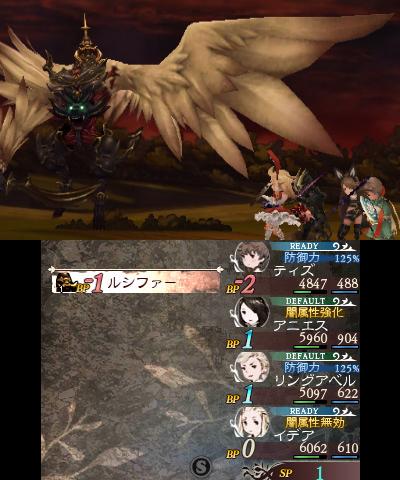 BP -1 ルシファー
READY
防御力 125%
ティズ
BP -2 4847 488
DEFAULT
闇属性強化
アニエス
BP 1 5960 904
DEFAULT
防御力 125%
リングアベル
BP 1 5097 622
READY
闇属性無効
イデア
BP 0 6062 610
S SP 1